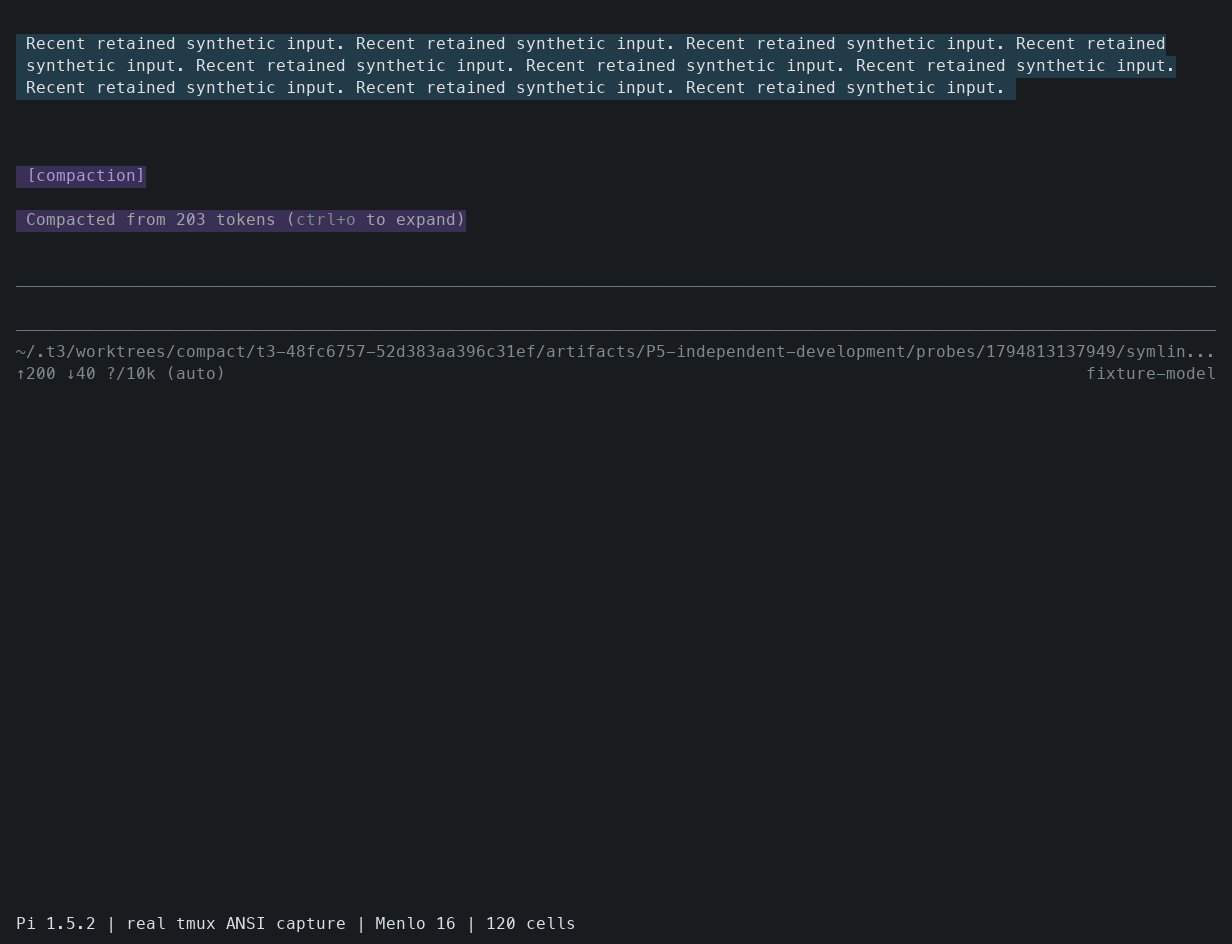 Recent retained synthetic input. Recent retained synthetic input. Recent retained synthetic input. Recent retained
synthetic input. Recent retained synthetic input. Recent retained synthetic input. Recent retained synthetic input.
Recent retained synthetic input. Recent retained synthetic input. Recent retained synthetic input.
[compaction]
Compacted from 203 tokens (ctrl+o to expand)
~/.t3/worktrees/compact/t3-48fc6757-52d383aa396c31ef/artifacts/P5-independent-development/probes/1794813137949/symlin...
↑200 ↓40 ?/10k (auto) fixture-model
Pi 1.5.2 | real tmux ANSI capture | Menlo 16 | 120 cells